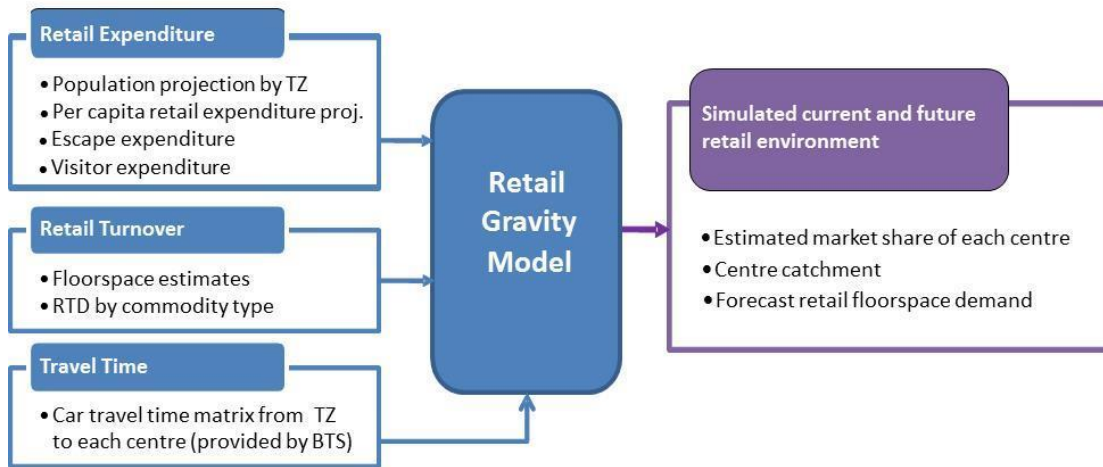 Retail Expenditure
• Population projection by TZ
• Per capita retail expenditure proj.
• Escape expenditure
• Visitor expenditure
Retail Turnover
• Floorspace estimates
• RTD by commodity type
Travel Time
• Car travel time matrix from TZ
to each centre (provided by BTS)
Retail
Gravity
Model
Simulated current and future
retail environment
• Estimated market share of each centre
• Centre catchment
• Forecast retail floorspace demand